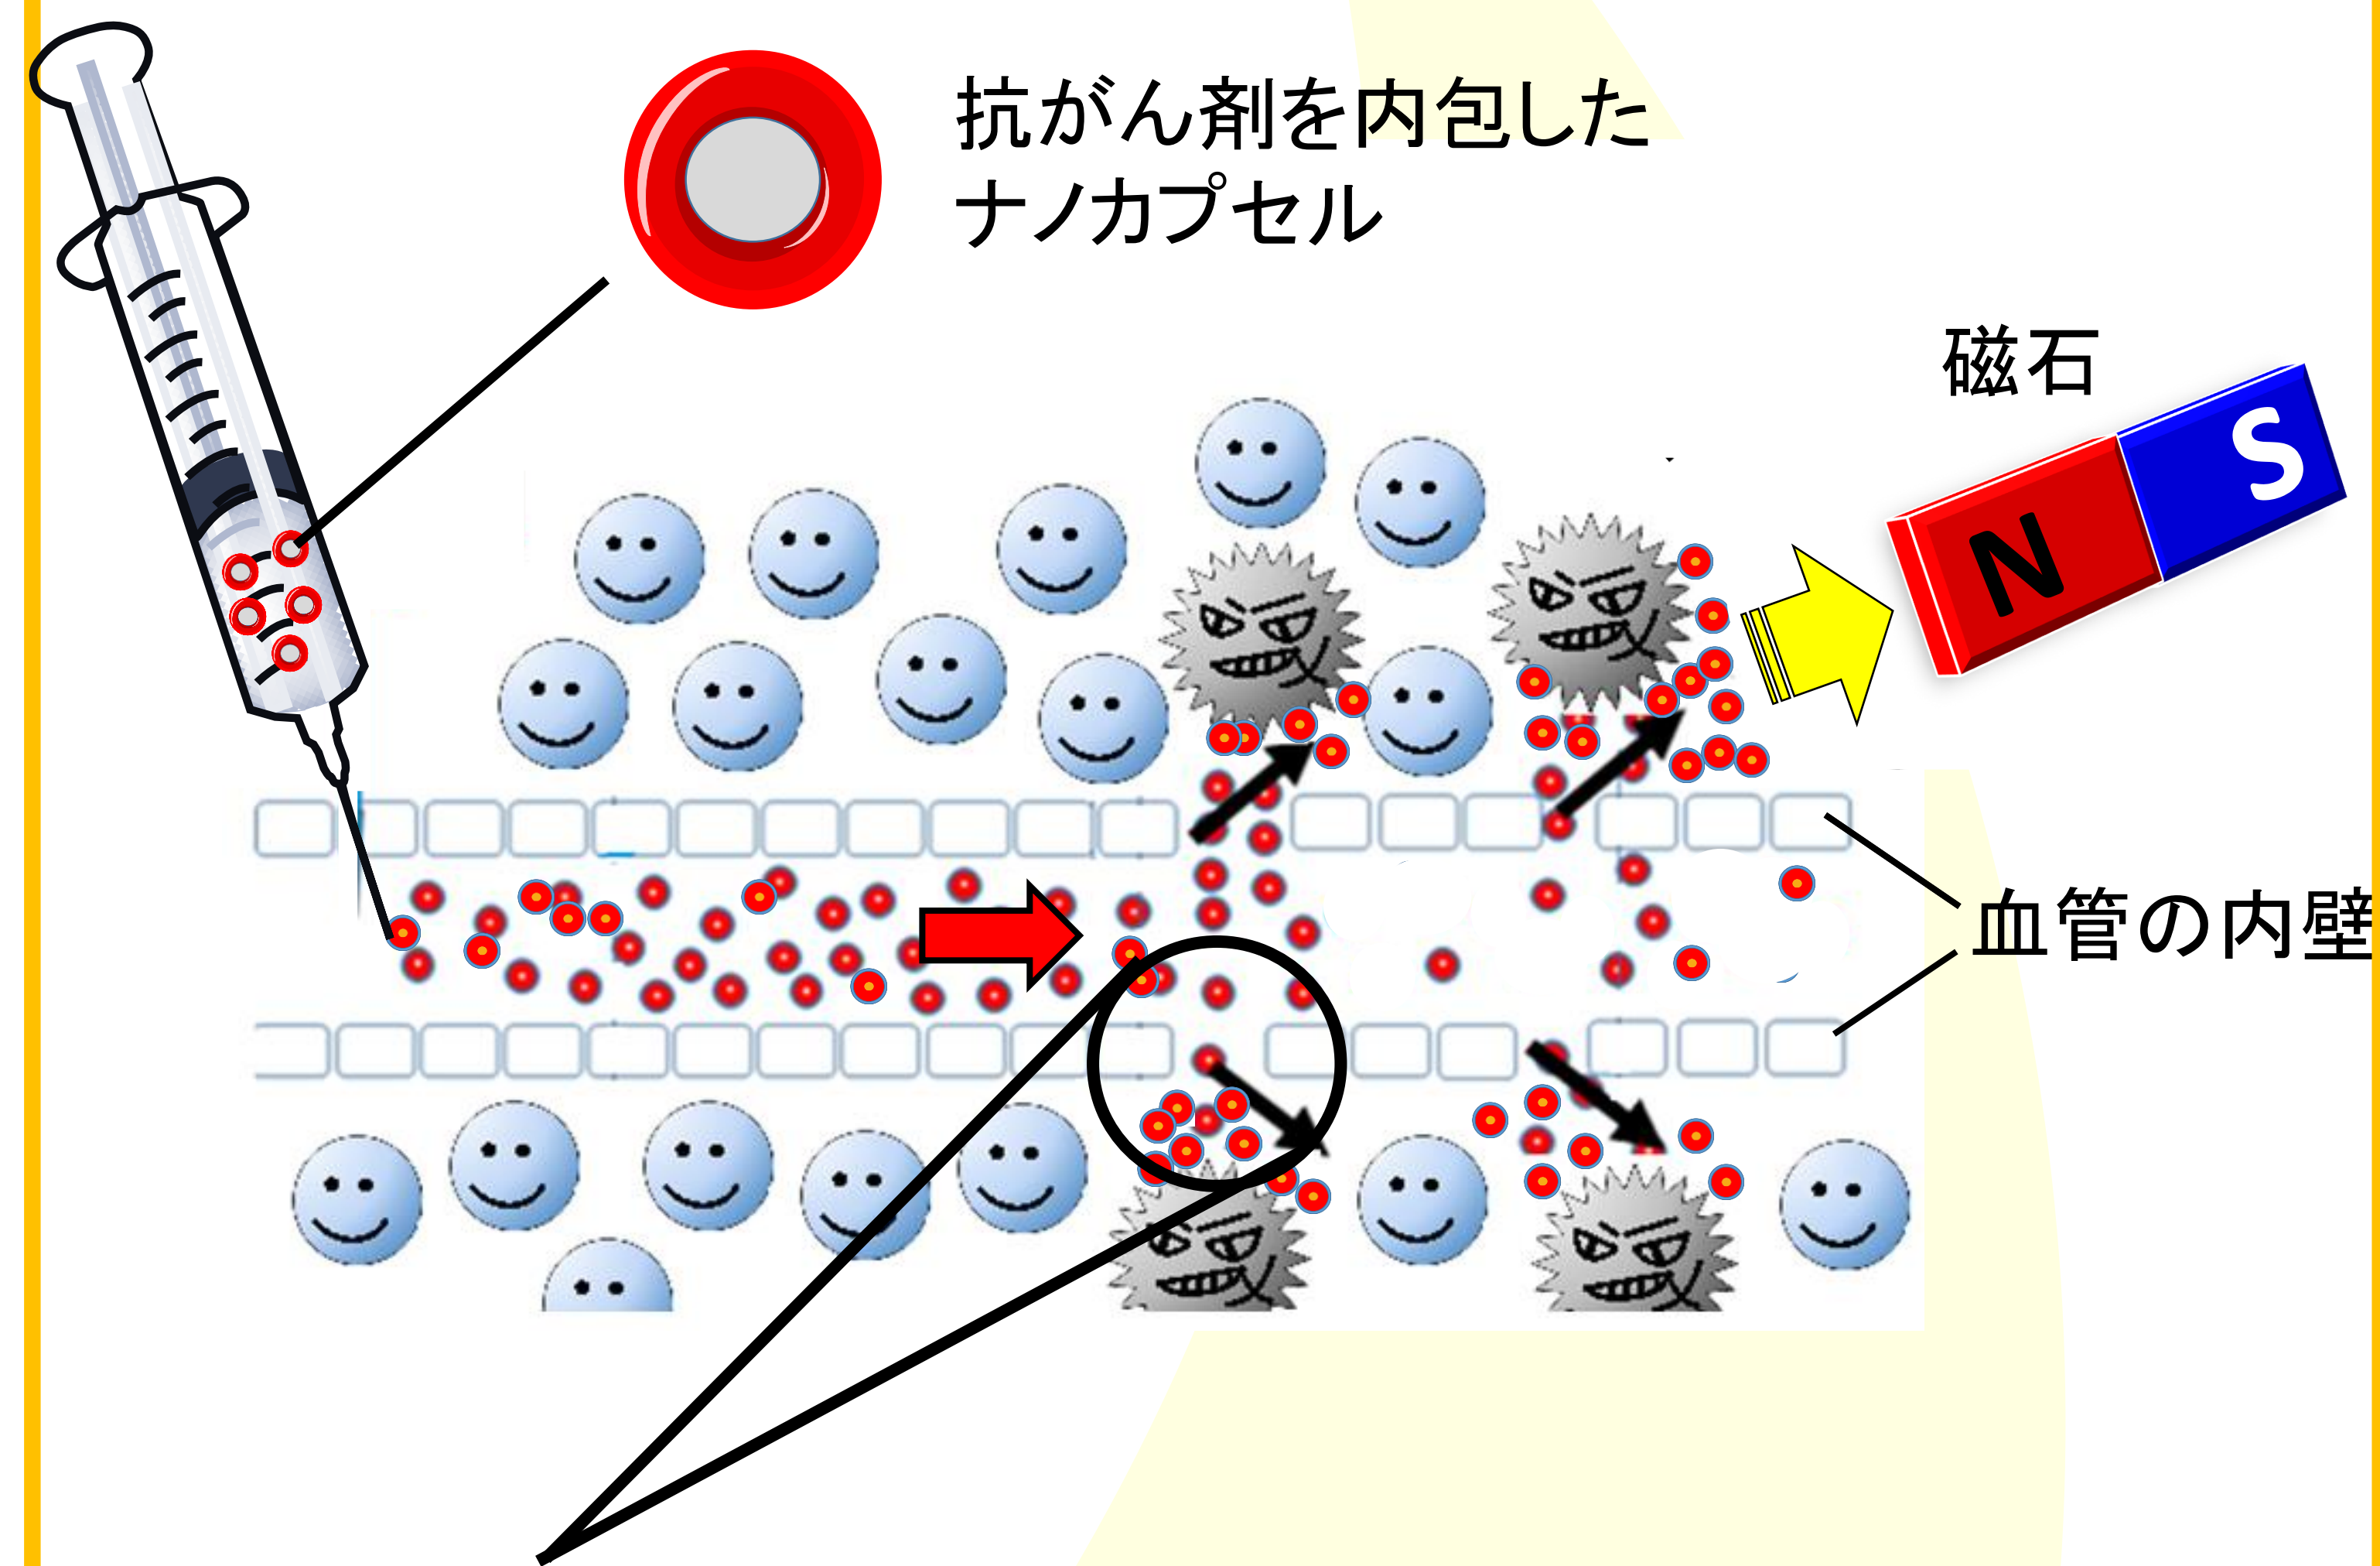 抗がん剤を内包した
ナノカプセル
磁石
N
S
血管の内壁